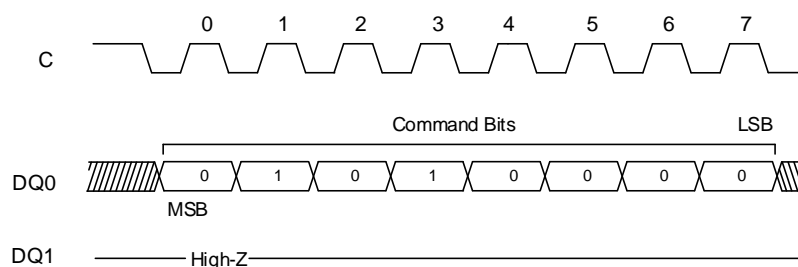 0 1 2 3 4 5 6 7
C
Command Bits LSB
DQ0 0 1 0 1 0 0 0 0
MSB
DQ1 High-Z